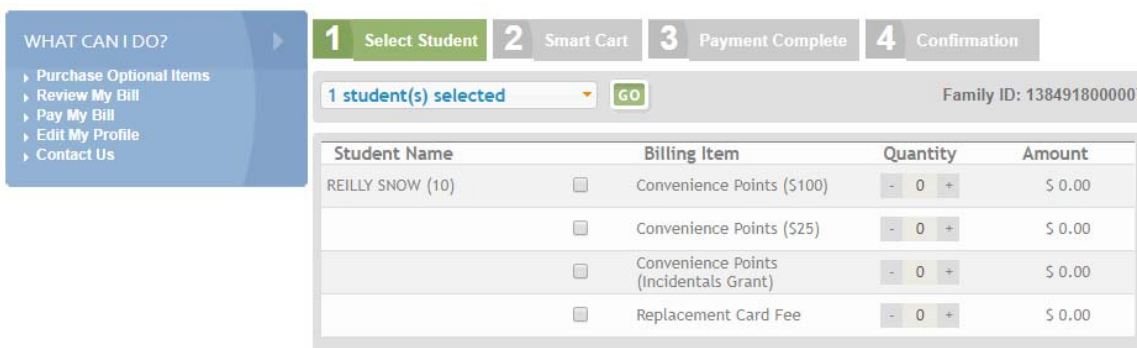 WHAT CAN I DO?
Purchase Optional Items
Review My Bill
Pay My Bill
Edit My Profile
Contact Us
1 Select Student 2 Smart Cart 3 Payment Complete 4 Confirmation
1 student(s) selected GO Family ID: 138491800000
Student Name Billing Item Quantity Amount
REILLY SNOW (10) Convenience Points ($100) - 0 + $ 0.00
Convenience Points ($25) - 0 + $ 0.00
Convenience Points
(Incidentals Grant) - 0 + $ 0.00
Replacement Card Fee - 0 + $ 0.00